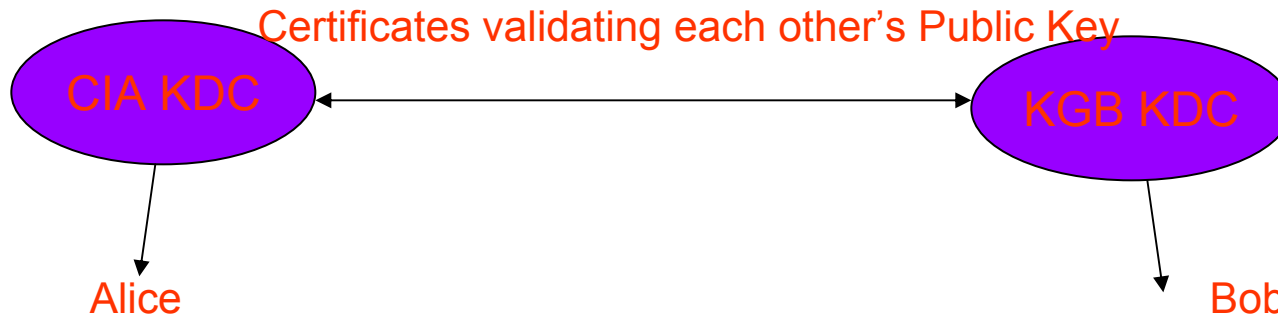 Certificates validating each other’s Public Key
CIA KDC
KGB KDC
Alice
Bob